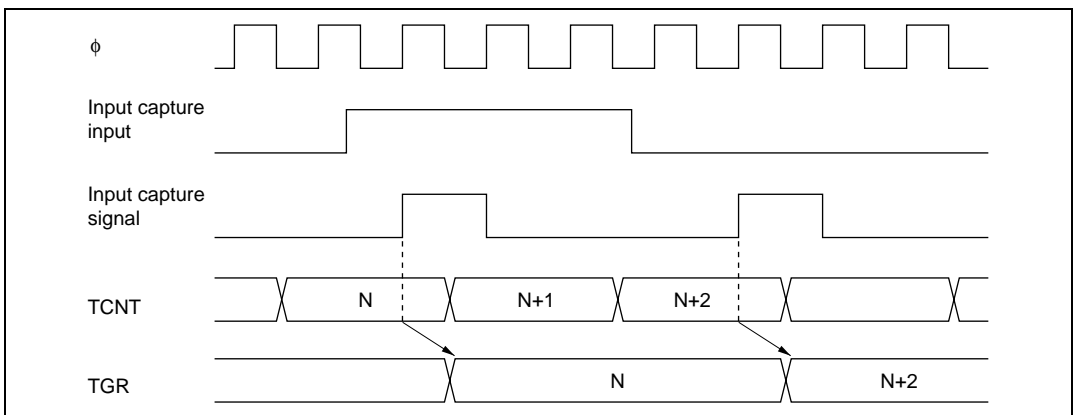 ϕ
Input capture
input
Input capture
signal
TCNT
N
N+1
N+2
TGR
N
N+2